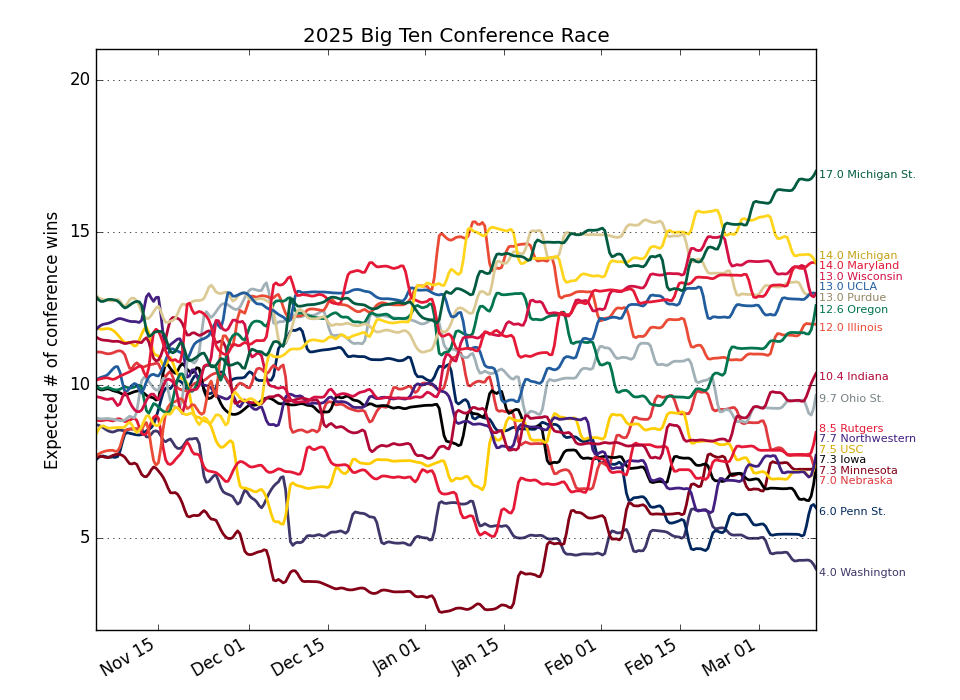 2025 Big Ten Conference Race
Expected # of conference wins
20
15
10
5
Nov 15
Dec 01
Dec 15
Jan 01
Jan 15
Feb 01
Feb 15
Mar 01
17.0 Michigan St.
14.0 Michigan
14.0 Maryland
13.0 Wisconsin
13.0 UCLA
13.0 Purdue
12.6 Oregon
12.0 Illinois
10.4 Indiana
9.7 Ohio St.
8.5 Rutgers
7.7 Northwestern
7.5 USC
7.3 Iowa
7.3 Minnesota
7.0 Nebraska
6.0 Penn St.
4.0 Washington